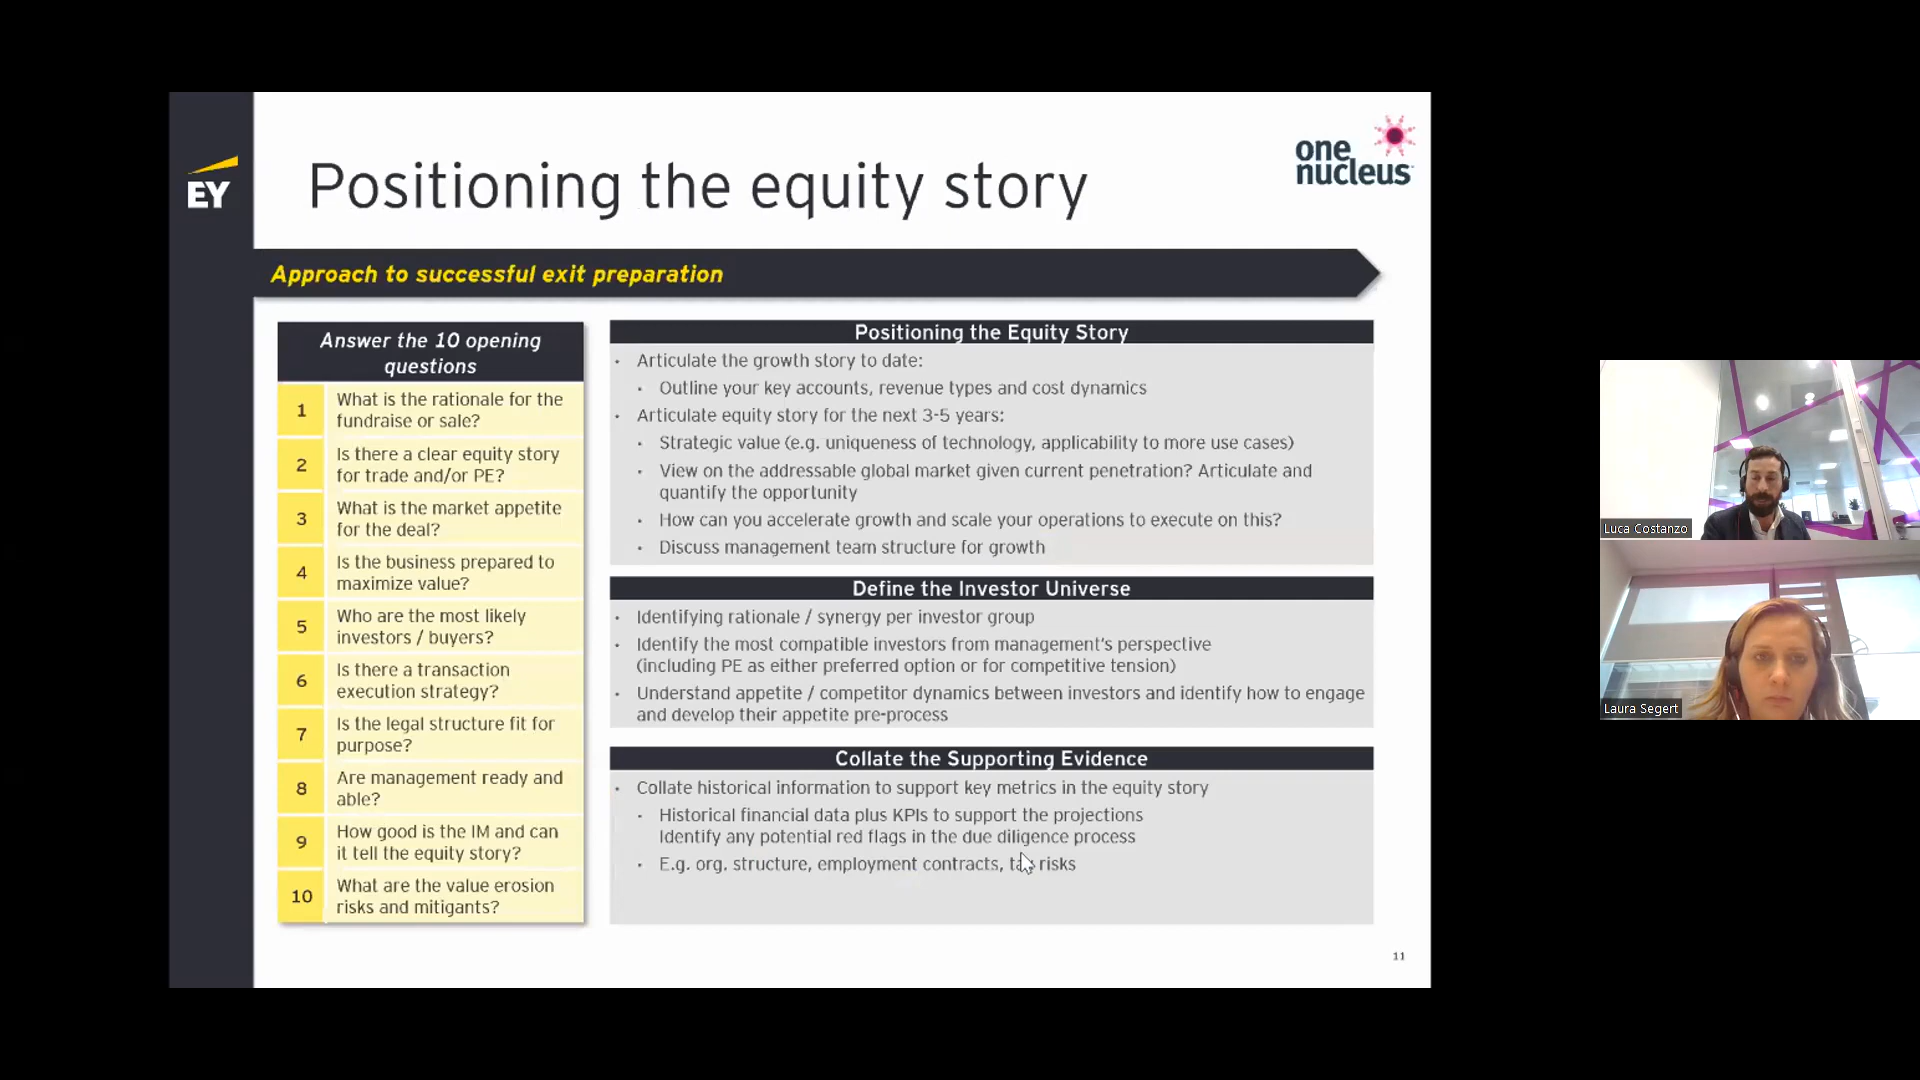 EY
Positioning the equity story
one
nucleus
Approach to successful exit preparation
Answer the 10 opening
questions
1
What is the rationale for the
fundraise or sale?
2
Is there a clear equity story
for trade and/or PE?
3
What is the market appetite
for the deal?
4
Is the business prepared to
maximize value?
5
Who are the most likely
investors / buyers?
6
Is there a transaction
execution strategy?
7
Is the legal structure fit for
purpose?
8
Are management ready and
able?
9
How good is the IM and can
it tell the equity story?
10
What are the value erosion
risks and mitigants?
Positioning the Equity Story
• Articulate the growth story to date:
• Outline your key accounts, revenue types and cost dynamics
• Articulate equity story for the next 3-5 years:
• Strategic value (e.g. uniqueness of technology, applicability to more use cases)
• View on the addressable global market given current penetration? Articulate and
quantify the opportunity
• How can you accelerate growth and scale your operations to execute on this?
• Discuss management team structure for growth
Define the Investor Universe
• Identifying rationale / synergy per investor group
• Identify the most compatible investors from management's perspective
(including PE as either preferred option or for competitive tension)
• Understand appetite / competitor dynamics between investors and identify how to engage
and develop their appetite pre-process
Collate the Supporting Evidence
• Collate historical information to support key metrics in the equity story
• Historical financial data plus KPIs to support the projections
Identify any potential red flags in the due diligence process
• E.g. org. structure, employment contracts, tax risks
11
Luca Costanzo
Laura Segert